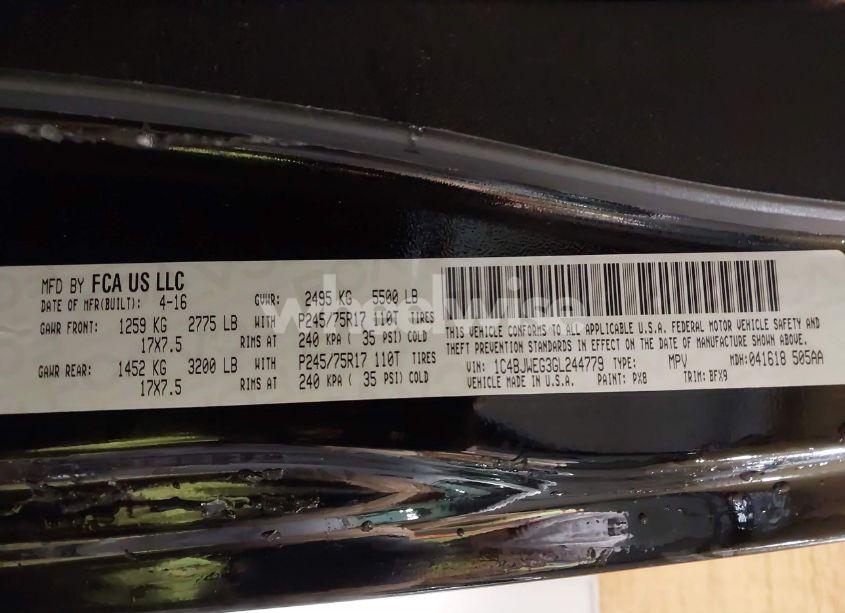 MFD BY FCA US LLC
DATE OF MFR(BUILT): 4-16 GVWR: 2495 KG 5500 LB
GAWR FRONT: 1259 KG 2775 LB WITH P245/75R17 110T TIRES
17X7.5 RIMS AT 240 KPA ( 35 PSI) COLD
GAWR REAR: 1452 KG 3200 LB WITH P245/75R17 110T TIRES
17X7.5 RIMS AT 240 KPA ( 35 PSI) COLD
THIS VEHICLE CONFORMS TO ALL APPLICABLE U.S.A. FEDERAL MOTOR VEHICLE SAFETY AND
THEFT PREVENTION STANDARDS IN EFFECT ON THE DATE OF MANUFACTURE SHOWN ABOVE.
VIN: 1C4BJWEG3GL244779 TYPE: MPV MDH: 041618 505AA
VEHICLE MADE IN U.S.A. PAINT: PX8 TRIM: BFX9